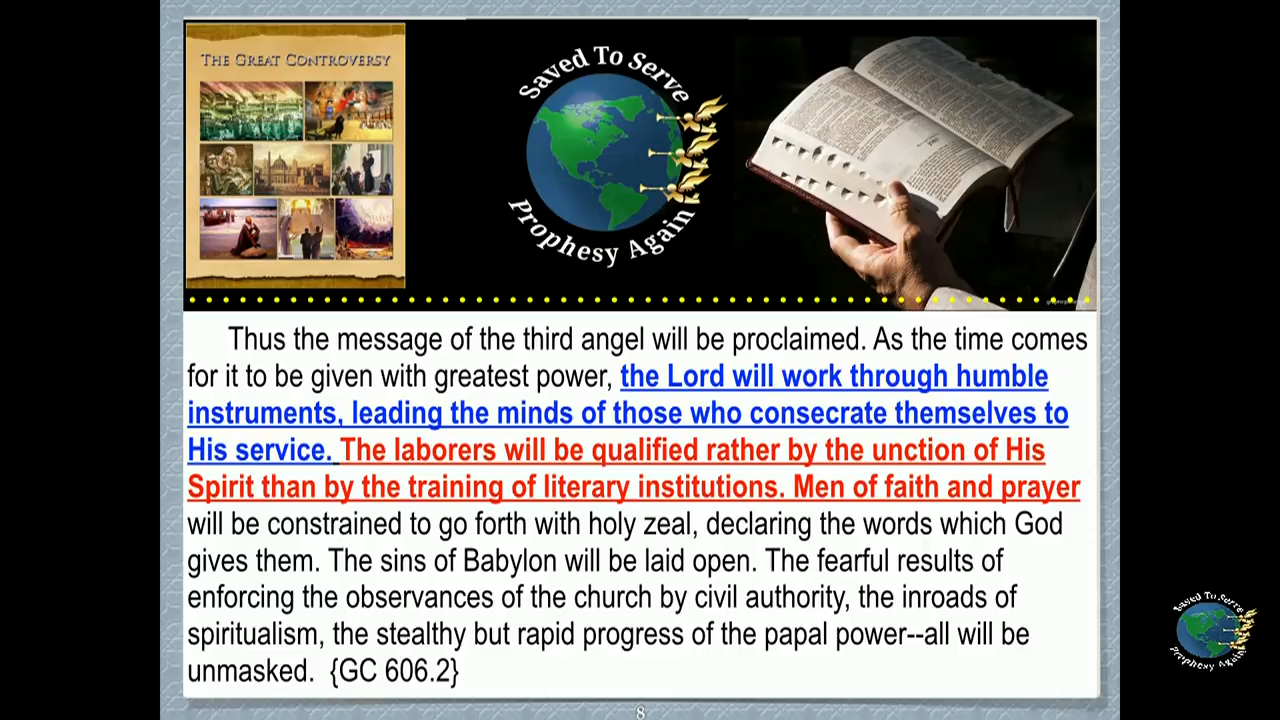 THE GREAT CONTROVERSY
Saved To Serve
Prophesy Again
Thus the message of the third angel will be proclaimed. As the time comes
for it to be given with greatest power, the Lord will work through humble
instruments, leading the minds of those who consecrate themselves to
His service. The laborers will be qualified rather by the unction of His
Spirit than by the training of literary institutions. Men of faith and prayer
will be constrained to go forth with holy zeal, declaring the words which God
gives them. The sins of Babylon will be laid open. The fearful results of
enforcing the observances of the church by civil authority, the inroads of
spiritualism, the stealthy but rapid progress of the papal power--all will be
unmasked. {GC 606.2}
Saved To Serve
Prophesy Again
8